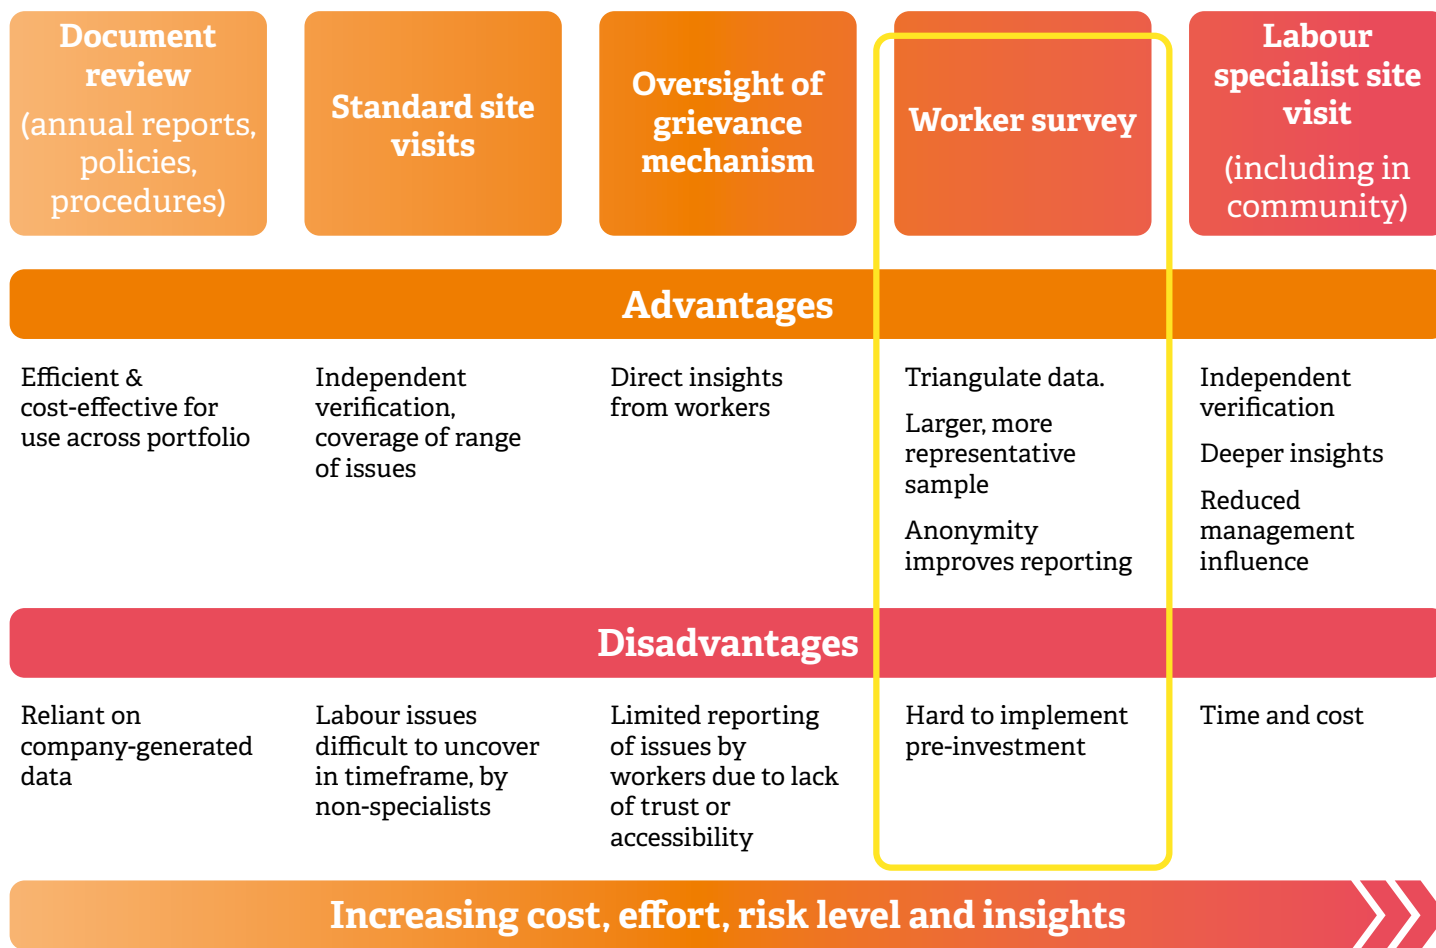 Document
review
(annual reports,
policies,
procedures)
Standard site
visits
Oversight of
grievance
mechanism
Worker survey
Labour
specialist site
visit
(including in
community)
Advantages
Efficient &
cost-effective for
use across portfolio
Independent
verification,
coverage of range
of issues
Direct insights
from workers
Triangulate data.
Larger, more
representative
sample
Anonymity
improves reporting
Independent
verification
Deeper insights
Reduced
management
influence
Disadvantages
Reliant on
company-generated
data
Labour issues
difficult to uncover
in timeframe, by
non-specialists
Limited reporting
of issues by
workers due to lack
of trust or
accessibility
Hard to implement
pre-investment
Time and cost
Increasing cost, effort, risk level and insights